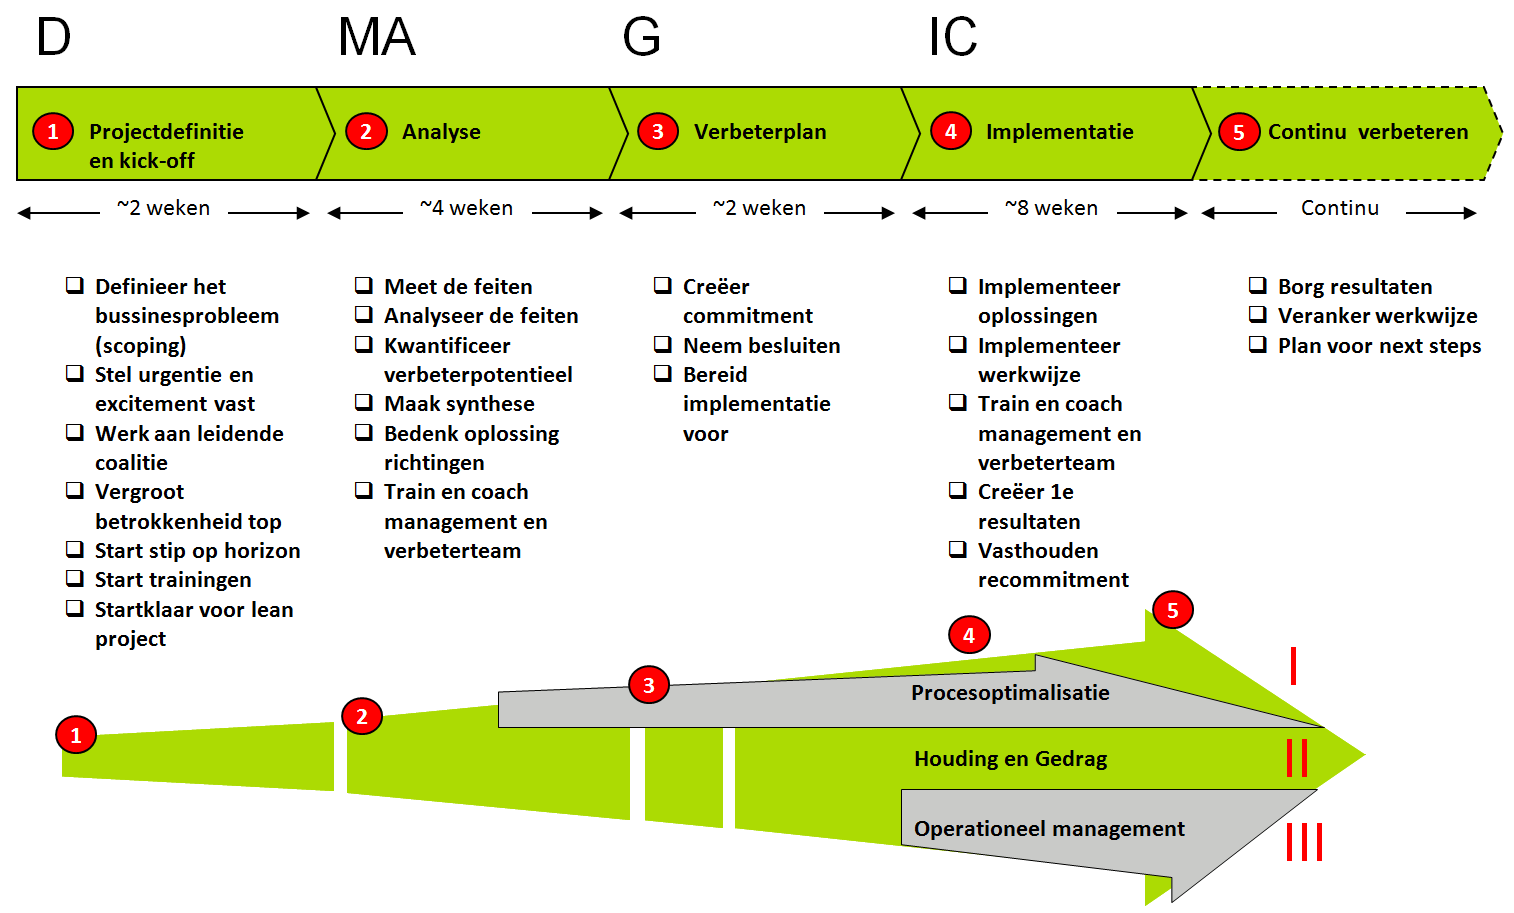 D
MA
G
IC
1 Projectdefinitie
en kick-off
2 Analyse
3 Verbeterplan
4 Implementatie
5 Continu verbeteren
~2 weken
~4 weken
~2 weken
~8 weken
Continu
Definieer het
bussinesprobleem
(scoping)
Stel urgentie en
excitement vast
Werk aan leidende
coalitie
Vergroot
betrokkenheid top
Start stip op horizon
Start trainingen
Startklaar voor lean
project
Meet de feiten
Analyseer de feiten
Kwantificeer
verbeterpotentieel
Maak synthese
Bedenk oplossing
richtingen
Train en coach
management en
verbeterteam
Creëer
commitment
Neem besluiten
Bereid
implementatie
voor
Implementeer
oplossingen
Implementeer
werkwijze
Train en coach
management en
verbeterteam
Creëer 1e
resultaten
Vasthouden
recommitment
Borg resultaten
Veranker werkwijze
Plan voor next steps
1
2
3
4
5
Procesoptimalisatie
I
Houding en Gedrag
II
Operationeel management
III